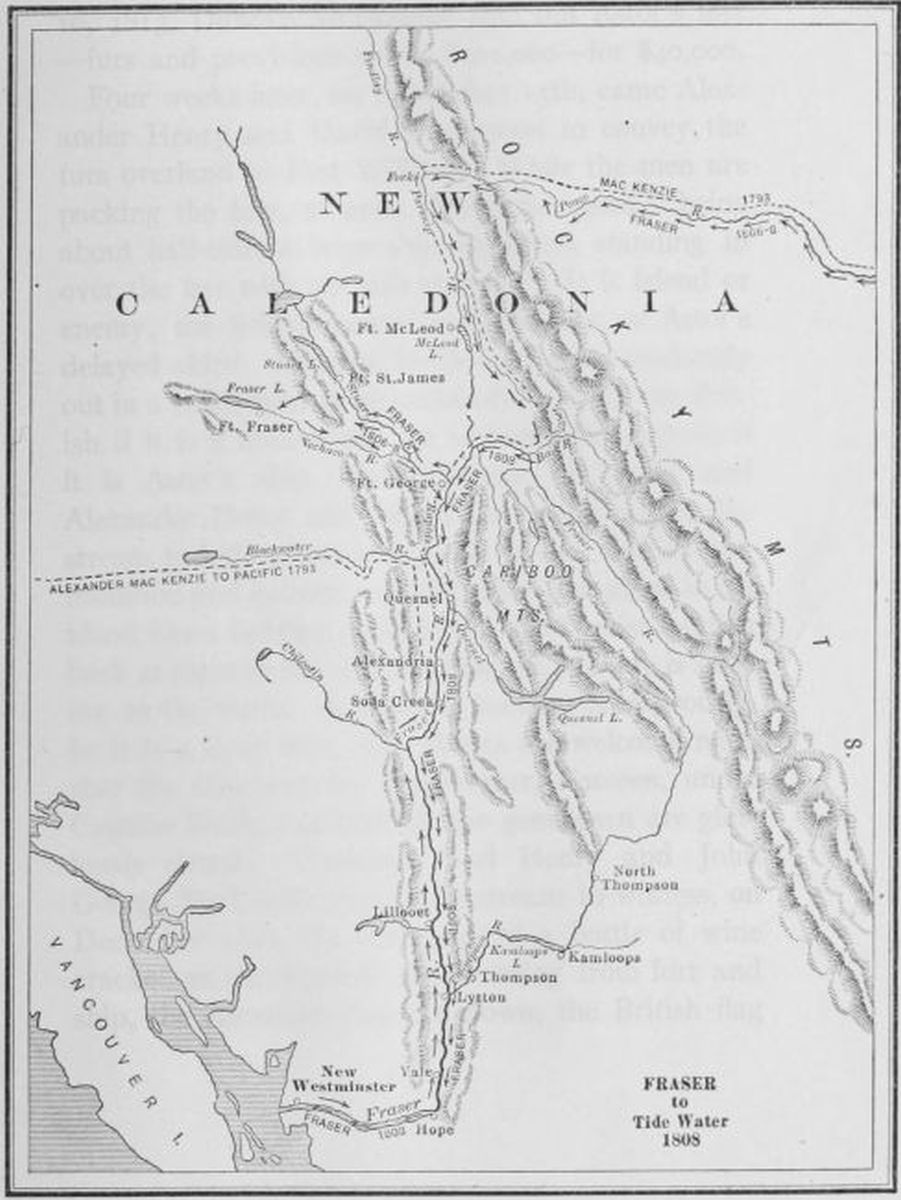 ROCKY MTS.
Forks
Peace
MAC KENZIE 1793
R.
FRASER 1806-8
NEW
CALEDONIA
Ft. McLeod
McLeod
L.
Stuart L.
Ft. St. James
Fraser L.
Stuart
FRASER
1806-8
Ft. Fraser
R.
1808
R.
FRASER
Ft. George
Blackwater R.
ALEXANDER MAC KENZIE TO PACIFIC 1793
CARIBOO
MTS.
Quesnel
R.
R.
Alexandria
Chilcotin
R.
Soda Creek
1808
Quesnel L.
FRASER
North
Thompson
Lillooet
1808
R
Kamloops
L
Kamloops
Thompson
R
Lytton
VANCOUVER I.
FRASER
Yale
New
Westminster
Fraser
FRASER 1808
Hope
FRASER
to
Tide Water
1808